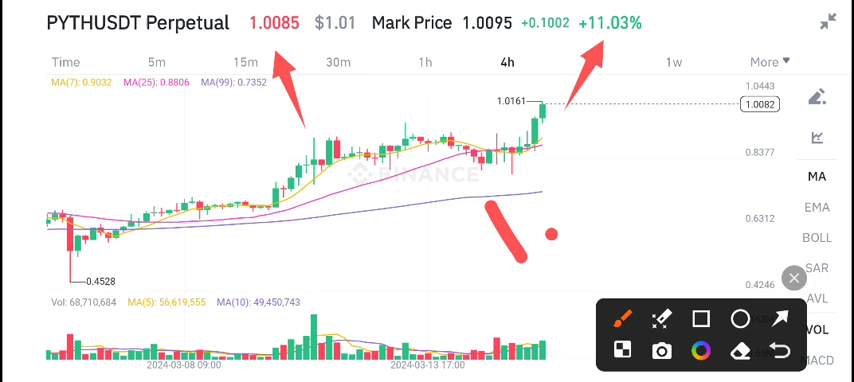 PYTHUSDT Perpetual 1.0085 $1.01 Mark Price 1.0095 +0.1002 +11.03%
Time 5m 15m 30m 1h 4h 1w More
MA(7): 0.9032 MA(25): 0.8806 MA(99): 0.7352
1.0443
1.0161
1.0082
0.8377
BINANCE
MA
EMA
0.6312
BOLL
SAR
0.4528
0.4246
AVL
Vol: 68,710,684 MA(5): 56,619,555 MA(10): 49,450,743
VOL
MACD
2024-03-08 09:00 2024-03-13 17:00